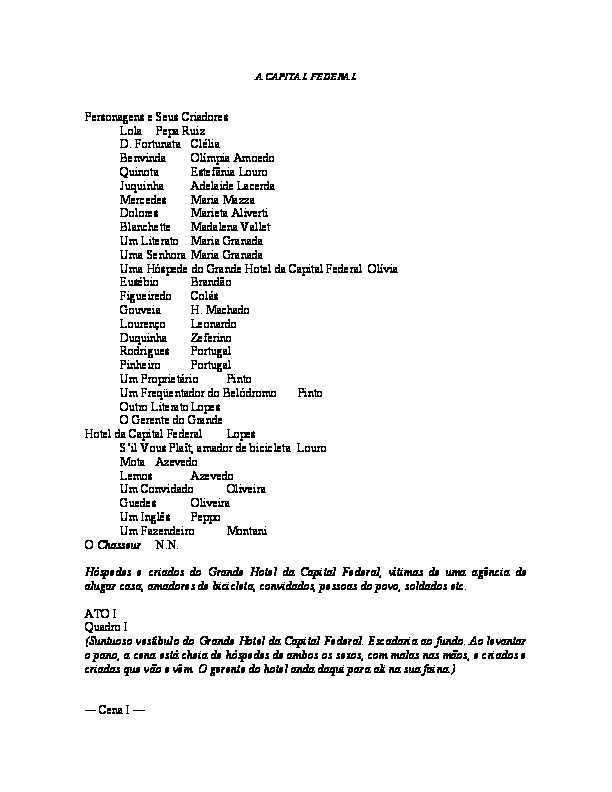 A CAPITAL FEDERAL
Personagens e Seus Criadores
Lola Pepa Ruiz
D. Fortunata Clélia
Benvinda Olímpia Amoedo
Quinota Estefânia Louro
Juquinha Adelaide Lacerda
Mercedes Maria Mazza
Dolores Marieta Aliverti
Blanchette Madalena Vallet
Um Literato Maria Granada
Uma Senhora Maria Granada
Uma Hóspede do Grande Hotel da Capital Federal Olívia
Eusébio Brandão
Figueiredo Colás
Gouveia H. Machado
Lourenço Leonardo
Duquinha Zeferino
Rodrigues Portugal
Pinheiro Portugal
Um Proprietário Pinto
Um Freqüentador do Belódromo Pinto
Outro Literato Lopes
O Gerente do Grande
Hotel da Capital Federal Lopes
S'il Vous Plaît, amador de bicicleta Louro
Mota Azevedo
Lemos Azevedo
Um Convidado Oliveira
Guedes Oliveira
Um Inglês Peppo
Um Fazendeiro Montani
O Chasseur N.N.
Hóspedes e criados do Grande Hotel da Capital Federal, vítimas de uma agência de
alugar casa, amadores de bicicleta, convidados, pessoas do povo, soldados etc.
ATO I
Quadro I
(Suntuoso vestíbulo do Grande Hotel da Capital Federal. Escadaria ao fundo. Ao levantar
o pano, a cena está cheia de hóspedes de ambos os sexos, com malas nas mãos, e criados e
criadas que vão e vêm. O gerente do hotel anda daqui para ali na sua faina.)
— Cena I —